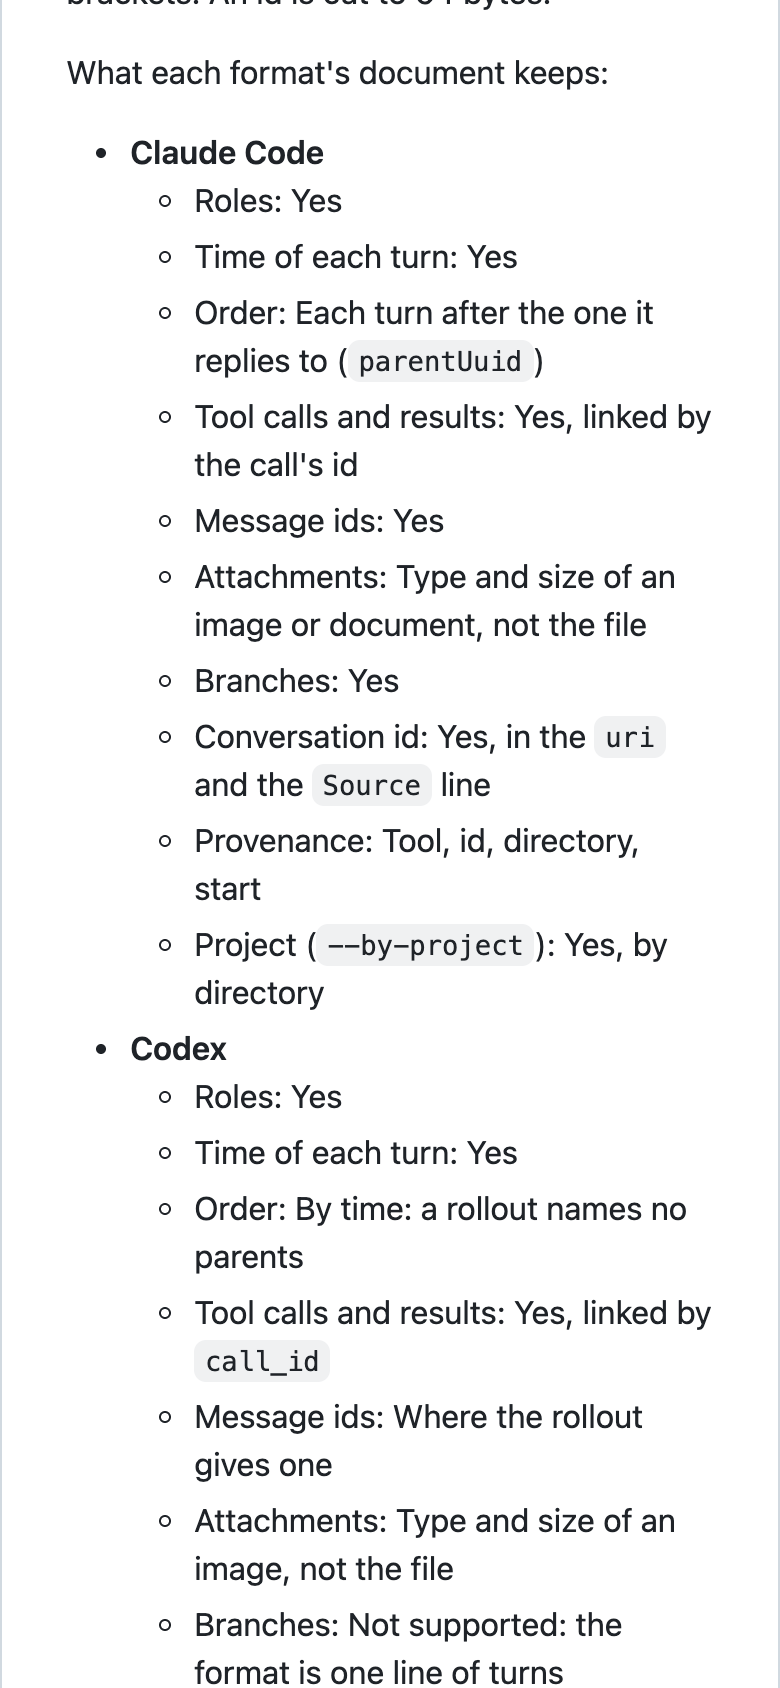 What each format's document keeps:
• Claude Code
◦ Roles: Yes
◦ Time of each turn: Yes
◦ Order: Each turn after the one it
replies to ( parentUuid )
◦ Tool calls and results: Yes, linked by
the call's id
◦ Message ids: Yes
◦ Attachments: Type and size of an
image or document, not the file
◦ Branches: Yes
◦ Conversation id: Yes, in the uri
and the Source line
◦ Provenance: Tool, id, directory,
start
◦ Project ( --by-project ): Yes, by
directory
• Codex
◦ Roles: Yes
◦ Time of each turn: Yes
◦ Order: By time: a rollout names no
parents
◦ Tool calls and results: Yes, linked by
call_id
◦ Message ids: Where the rollout
gives one
◦ Attachments: Type and size of an
image, not the file
◦ Branches: Not supported: the
format is one line of turns